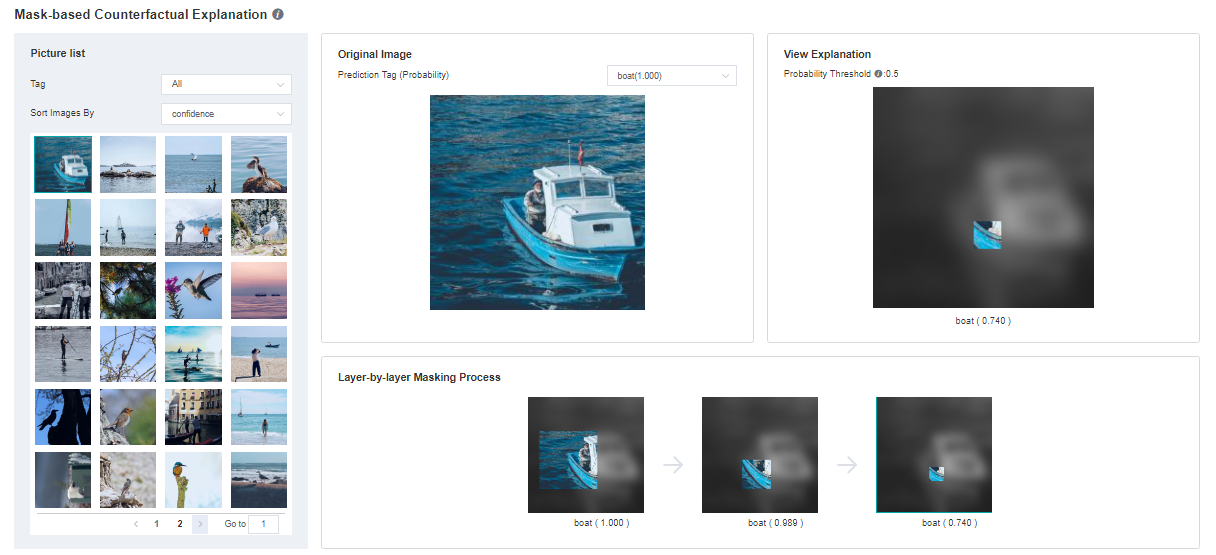 Mask-based Counterfactual Explanation
Picture list
Tag
All
Sort Images By
confidence
1 2 Go to 1
Original Image
Prediction Tag (Probability)
boat(1.000)
View Explanation
Probability Threshold :0.5
boat ( 0.740 )
Layer-by-layer Masking Process
boat ( 1.000 )
boat ( 0.989 )
boat ( 0.740 )